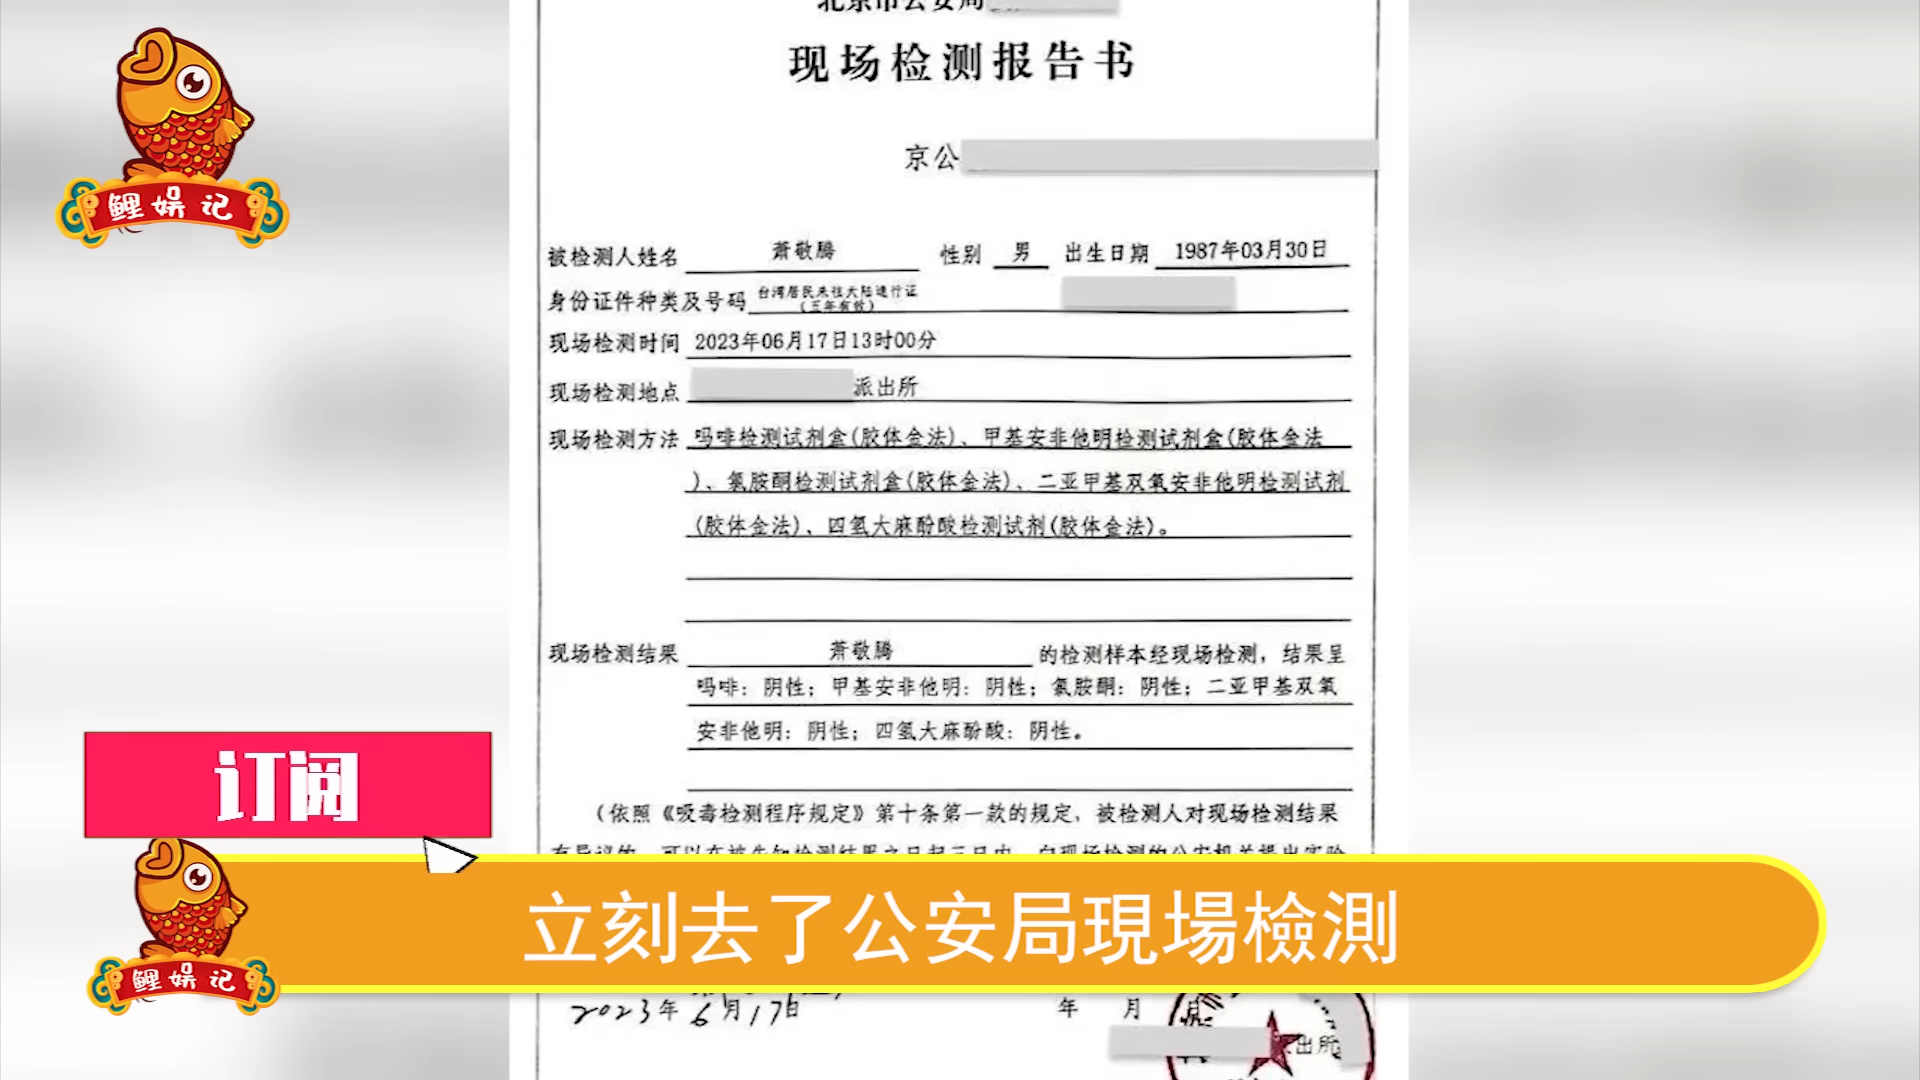 北京市公安局
现场检测报告书
鲤娱记
京公
被检测人姓名 萧敬腾 性别 男 出生日期 1987年03月30日
身份证件种类及号码 台湾居民来往大陆通行证
(五年有效)
现场检测时间 2023年06月17日13时00分
现场检测地点 派出所
现场检测方法 吗啡检测试剂盒(胶体金法)、甲基安非他明检测试剂盒(胶体金法
)、氯胺酮检测试剂盒(胶体金法)、二亚甲基双氧安非他明检测试剂
(胶体金法)、四氢大麻酚酸检测试剂(胶体金法)。
现场检测结果 萧敬腾 的检测样本经现场检测，结果呈
吗啡：阴性；甲基安非他明：阴性；氯胺酮：阴性；二亚甲基双氧
安非他明：阴性；四氢大麻酚酸：阴性。
订阅
（依照《吸毒检测程序规定》第十条第一款的规定，被检测人对现场检测结果
立刻去了公安局現場檢測
鲤娱记
2023年6月17日 年 月 日
出所